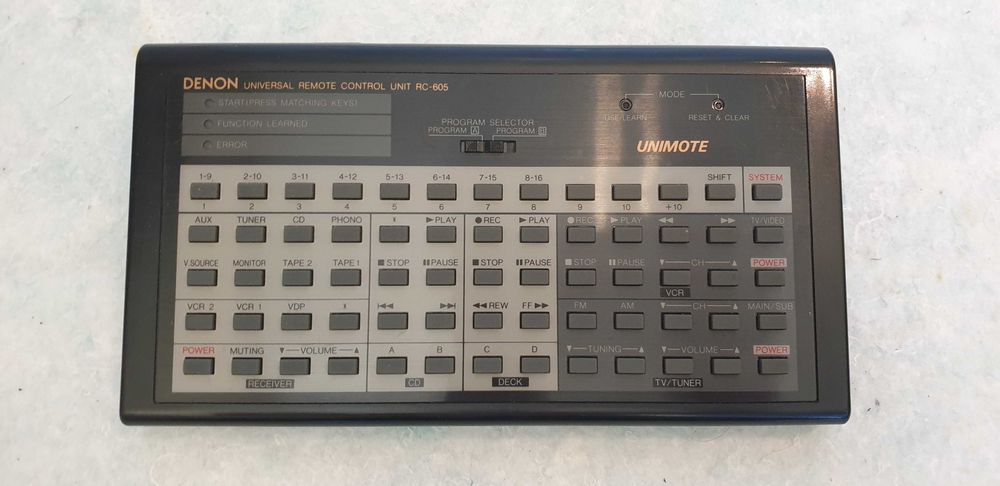 DENON UNIVERSAL REMOTE CONTROL UNIT RC-605
START(PRESS MATCHING KEYS)
FUNCTION LEARNED
ERROR
PROGRAM SELECTOR
PROGRAM A PROGRAM B
MODE
USE/LEARN RESET & CLEAR
UNIMOTE
1-9 2-10 3-11 4-12 5-13 6-14 7-15 8-16 SHIFT SYSTEM
1 2 3 4 5 6 7 8 9 10 +10
AUX TUNER CD PHONO * ▶PLAY ●REC ▶PLAY ●REC ▶PLAY ◀◀ ▶▶ TV/VIDEO
V.SOURCE MONITOR TAPE 2 TAPE 1 ■STOP ▮▮PAUSE ■STOP ▮▮PAUSE ■STOP ▮▮PAUSE ▼ CH ▲ POWER
VCR
VCR 2 VCR 1 VDP * |◀◀ ▶▶| ◀◀REW FF▶▶ FM AM ▼ CH ▲ MAIN/SUB
POWER MUTING ▼ VOLUME ▲ A B C D ▼ TUNING ▲ ▼ VOLUME ▲ POWER
RECEIVER CD DECK TV/TUNER